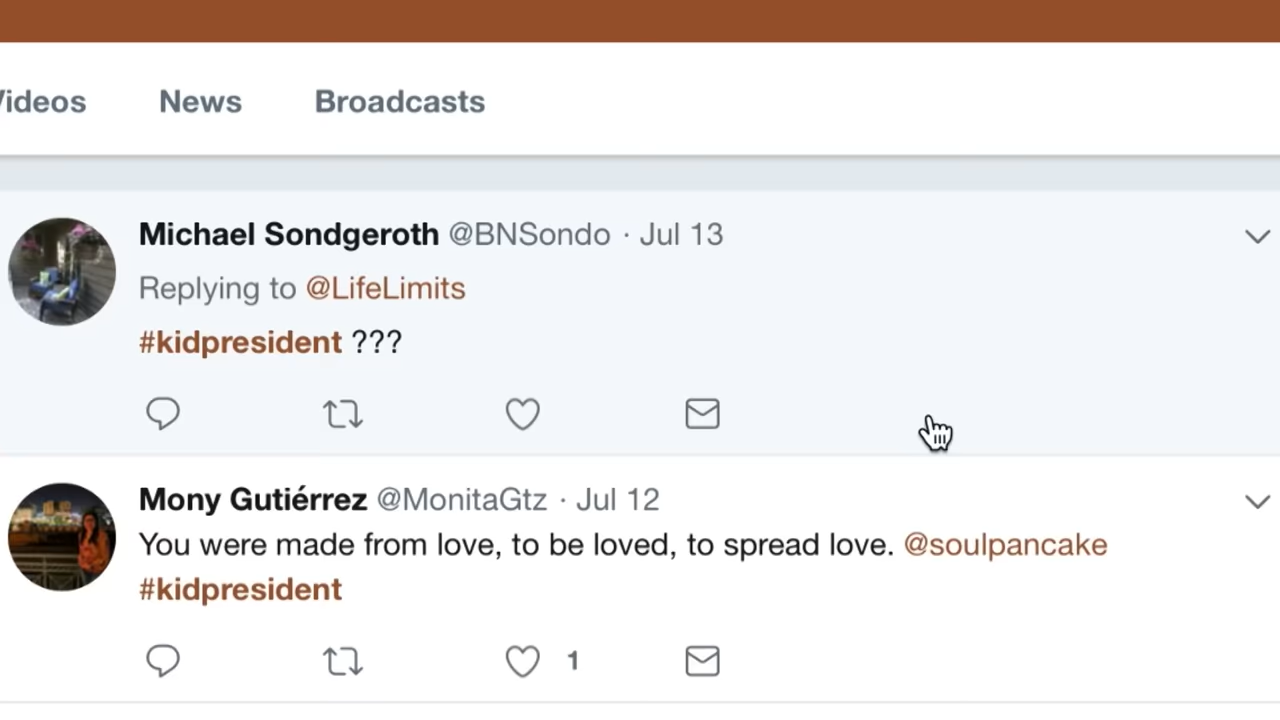 Videos News Broadcasts
Michael Sondgeroth @BNSondo · Jul 13
Replying to @LifeLimits
#kidpresident ???
Mony Gutiérrez @MonitaGtz · Jul 12
You were made from love, to be loved, to spread love. @soulpancake
#kidpresident
1